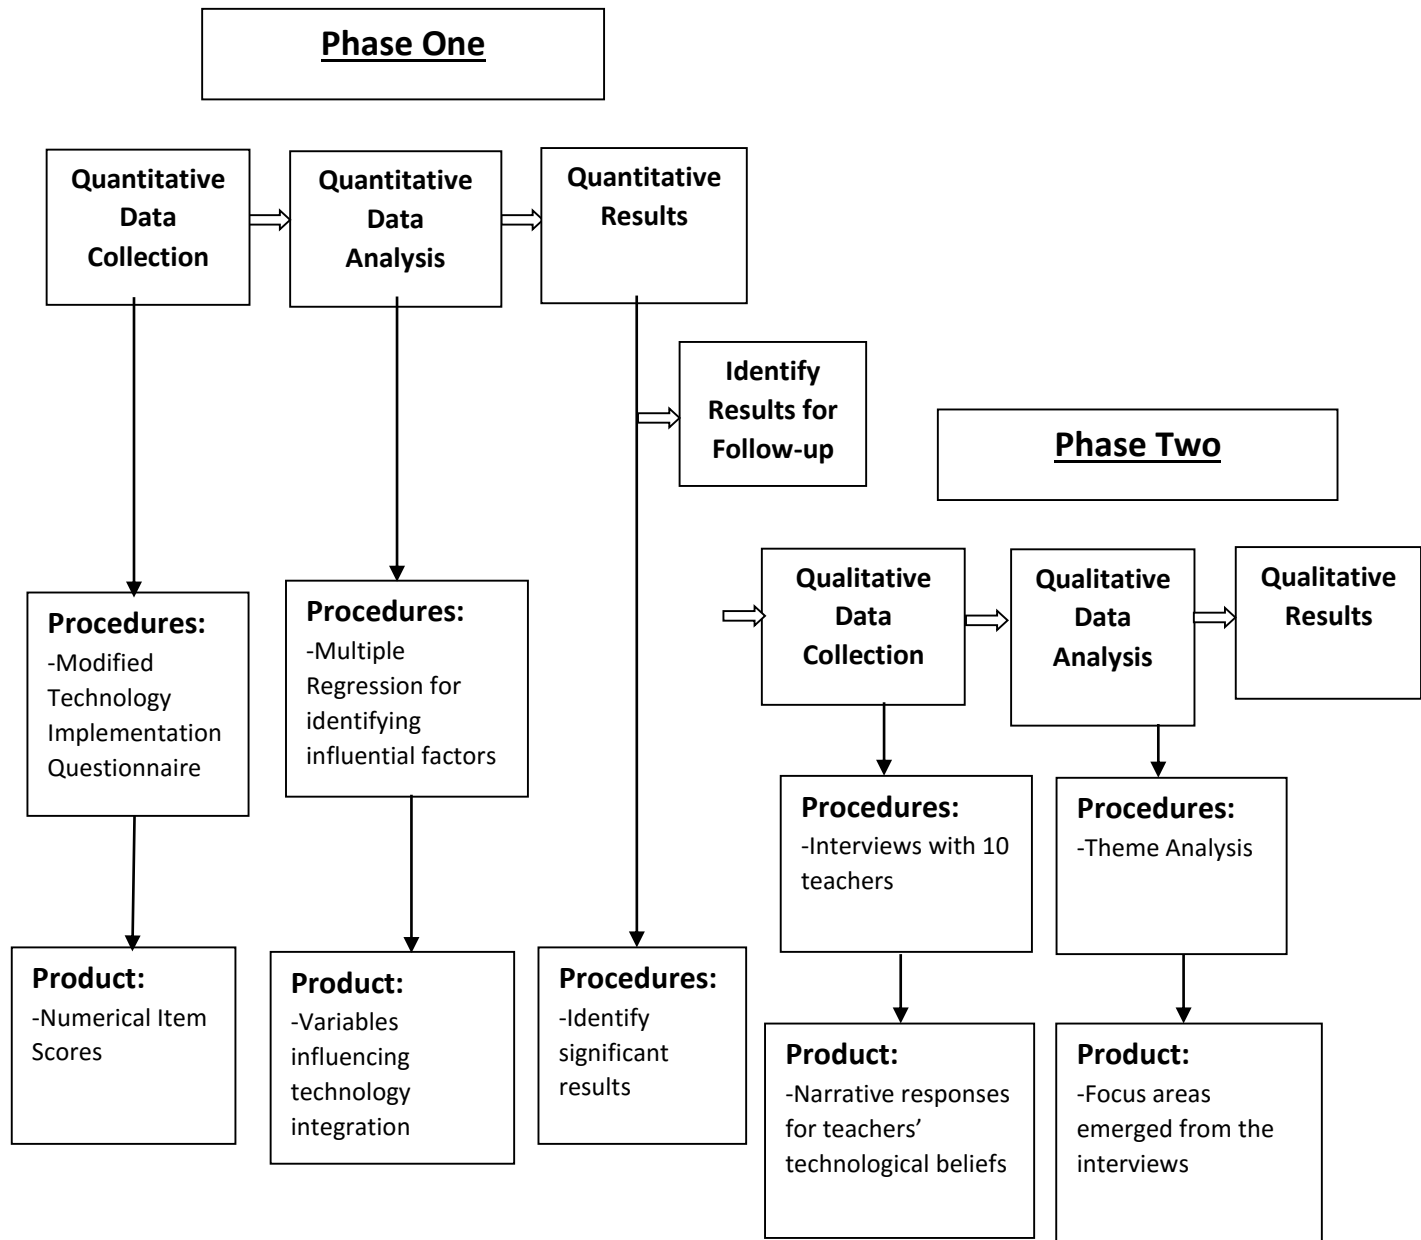 Phase One
Quantitative
Data
Collection
Quantitative
Data
Analysis
Quantitative
Results
Identify
Results for
Follow-up
Phase Two
Qualitative
Data
Collection
Qualitative
Data
Analysis
Qualitative
Results
Procedures:
-Modified
Technology
Implementation
Questionnaire
Procedures:
-Multiple
Regression for
identifying
influential factors
Procedures:
-Interviews with 10
teachers
Procedures:
-Theme Analysis
Product:
-Numerical Item
Scores
Product:
-Variables
influencing
technology
integration
Procedures:
-Identify
significant
results
Product:
-Narrative responses
for teachers’
technological beliefs
Product:
-Focus areas
emerged from the
interviews